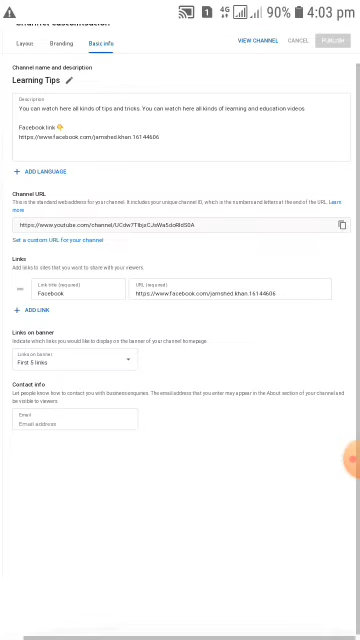 1 4G 90% 4:03 pm
Channel customisation
Layout Branding Basic info VIEW CHANNEL CANCEL PUBLISH
Channel name and description
Learning Tips
Description
You can watch here all kinds of tips and tricks. You can watch here all kinds of learning and education videos.
Facebook link 👇
https://www.facebook.com/jamshed.khan.16144606
+ ADD LANGUAGE
Channel URL
This is the standard web address for your channel. It includes your unique channel ID, which is the numbers and letters at the end of the URL. Learn
more
https://www.youtube.com/channel/
Set a custom URL for your channel
Links
Add links to sites that you want to share with your viewers.
Link title (required) URL (required)
Facebook https://www.facebook.com/jamshed.khan.16144606
+ ADD LINK
Links on banner
Indicate which links you would like to display on the banner of your channel homepage.
Links on banner
First 5 links
Contact info
Let people know how to contact you with business enquiries. The email address that you enter may appear in the About section of your channel and
be visible to viewers.
Email
Email address